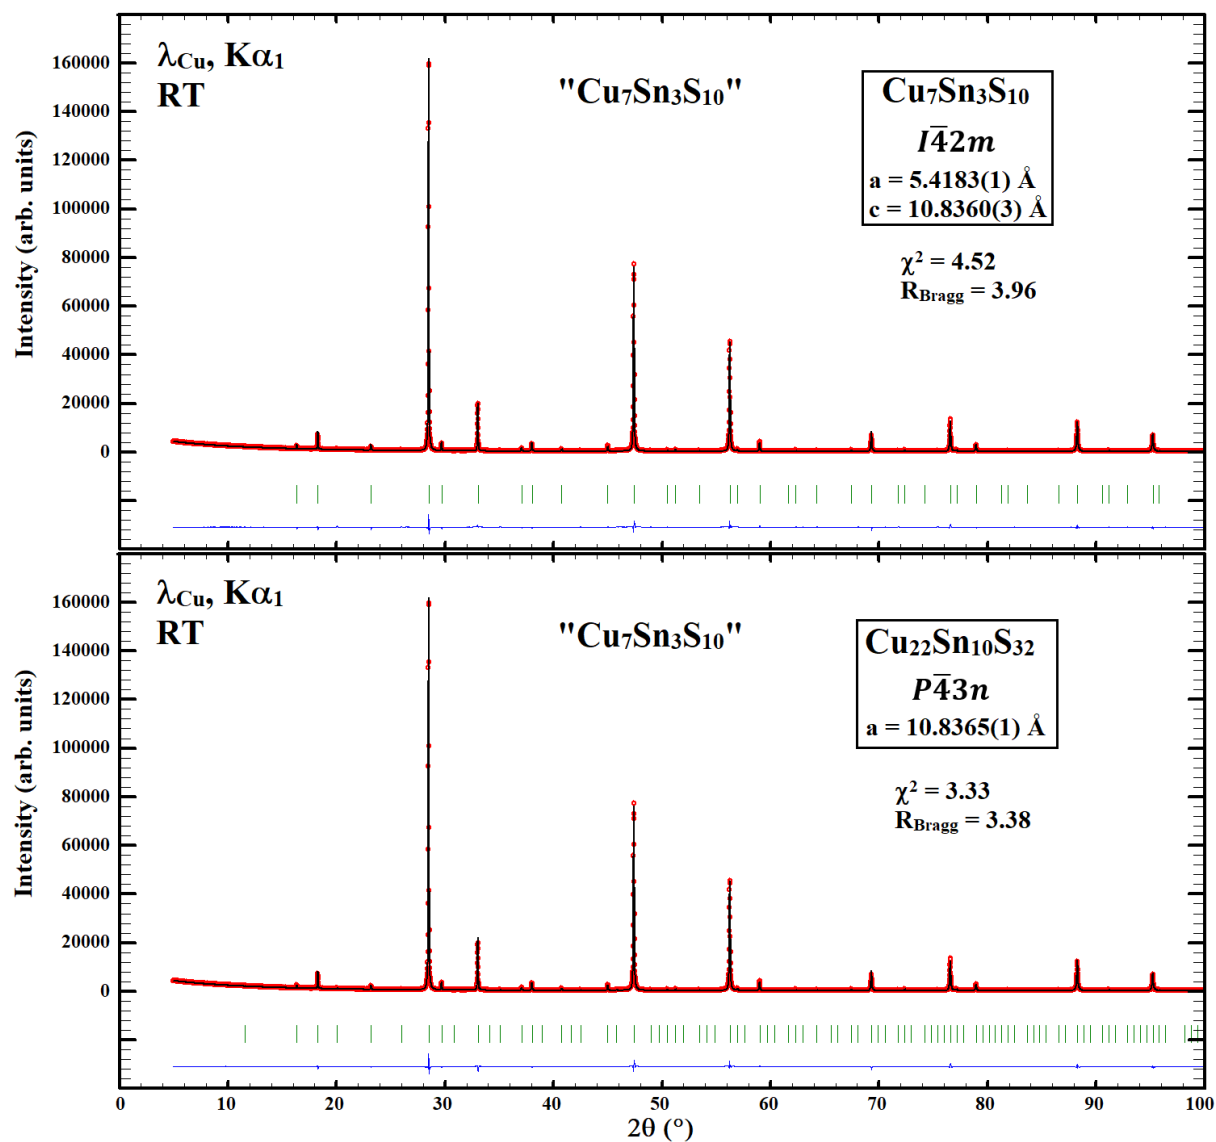 λCu, Kα1
RT
"Cu7Sn3S10"
Cu7Sn3S10
I4̅2m
a = 5.4183(1) Å
c = 10.8360(3) Å
χ² = 4.52
RBragg = 3.96
Intensity (arb. units)
160000
140000
120000
100000
80000
60000
40000
20000
0
λCu, Kα1
RT
"Cu7Sn3S10"
Cu22Sn10S32
P4̅3n
a = 10.8365(1) Å
χ² = 3.33
RBragg = 3.38
Intensity (arb. units)
160000
140000
120000
100000
80000
60000
40000
20000
0
0 10 20 30 40 50 60 70 80 90 100
2θ (°)